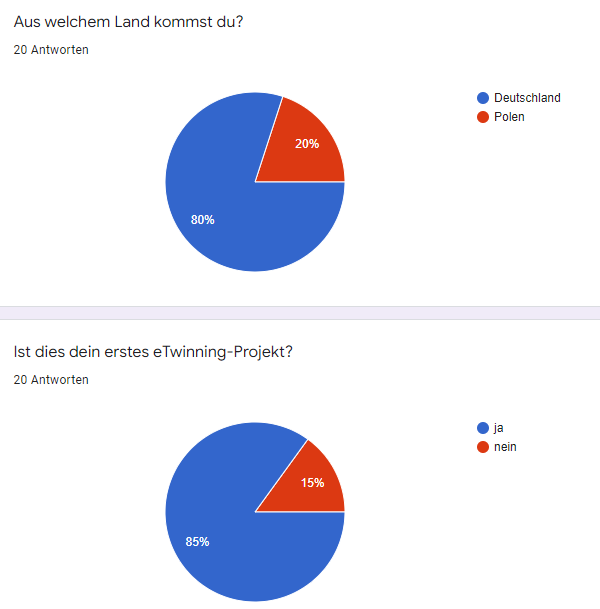 Aus welchem Land kommst du?
20 Antworten
Deutschland
Polen
20%
80%
Ist dies dein erstes eTwinning-Projekt?
20 Antworten
ja
nein
15%
85%